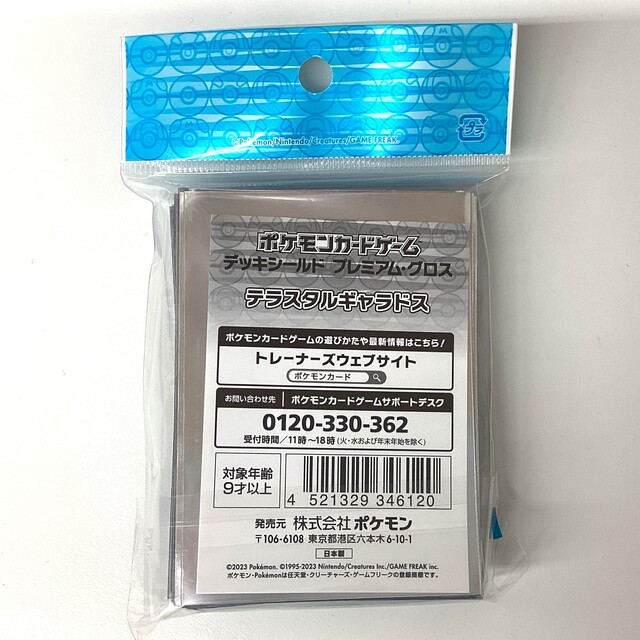 ©Pokémon/Nintendo/Creatures/GAME FREAK
プラ
ポケモンカードゲーム
デッキシールド プレミアム・グロス
テラスタルギャラドス
ポケモンカードゲームの遊びかたや最新情報はこちら!
トレーナーズウェブサイト
ポケモンカード
お問い合わせ先 ポケモンカードゲームサポートデスク
0120-330-362
受付時間/11時〜18時(火・水および年末年始を除く)
対象年齢
9才以上
4 521329 346120
発売元 株式会社ポケモン
〒106-6108 東京都港区六本木6-10-1
日本製
©2023 Pokémon. ©1995-2023 Nintendo/Creatures Inc./GAME FREAK inc.
ポケモン・Pokémonは任天堂・クリーチャーズ・ゲームフリークの登録商標です。